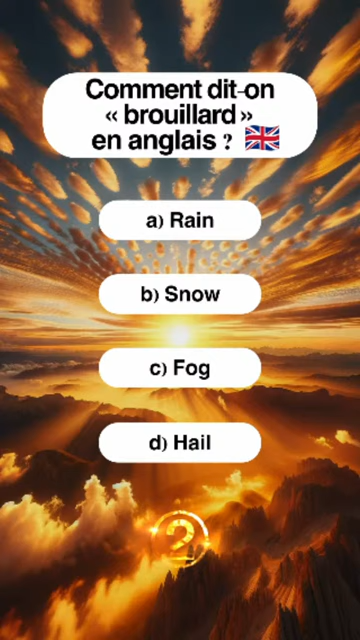 Comment dit-on
« brouillard »
en anglais ? 🇬🇧
a) Rain
b) Snow
c) Fog
d) Hail
2